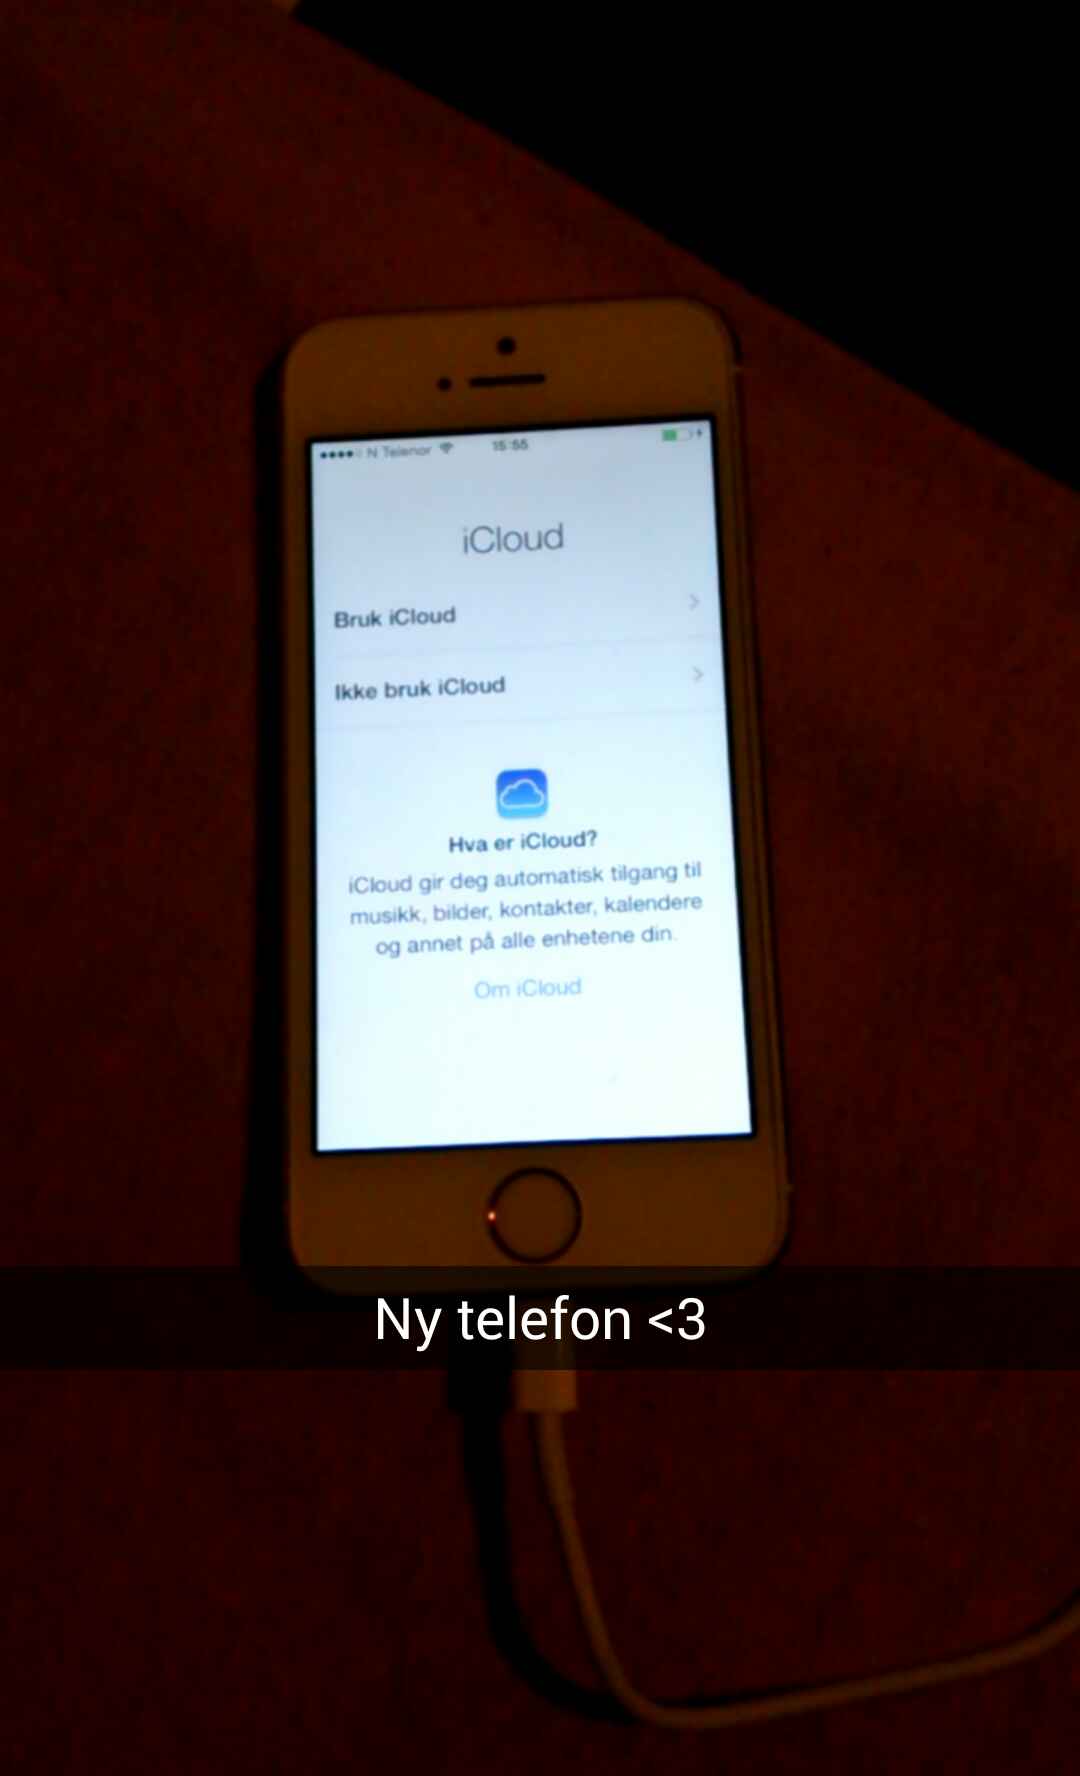 N Telenor 15:55
iCloud
Bruk iCloud
Ikke bruk iCloud
Hva er iCloud?
iCloud gir deg automatisk tilgang til
musikk, bilder, kontakter, kalendere
og annet på alle enhetene din.
Om iCloud
Ny telefon <3